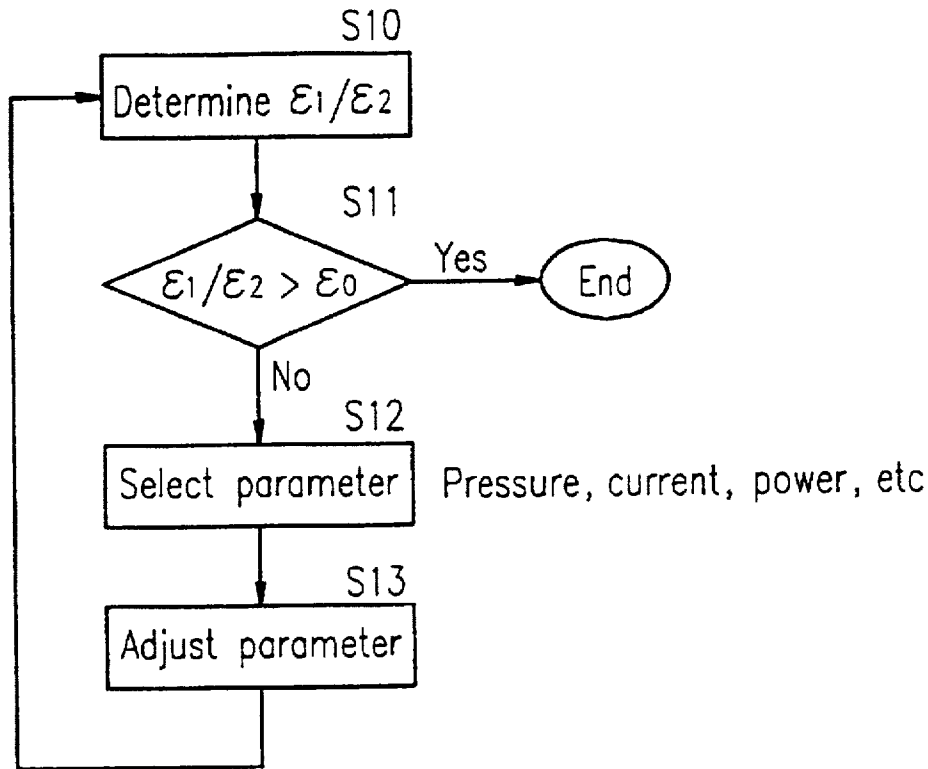 S10
Determine ε1/ε2
S11
ε1/ε2 > ε0
Yes
End
No
S12
Select parameter
Pressure, current, power, etc
S13
Adjust parameter